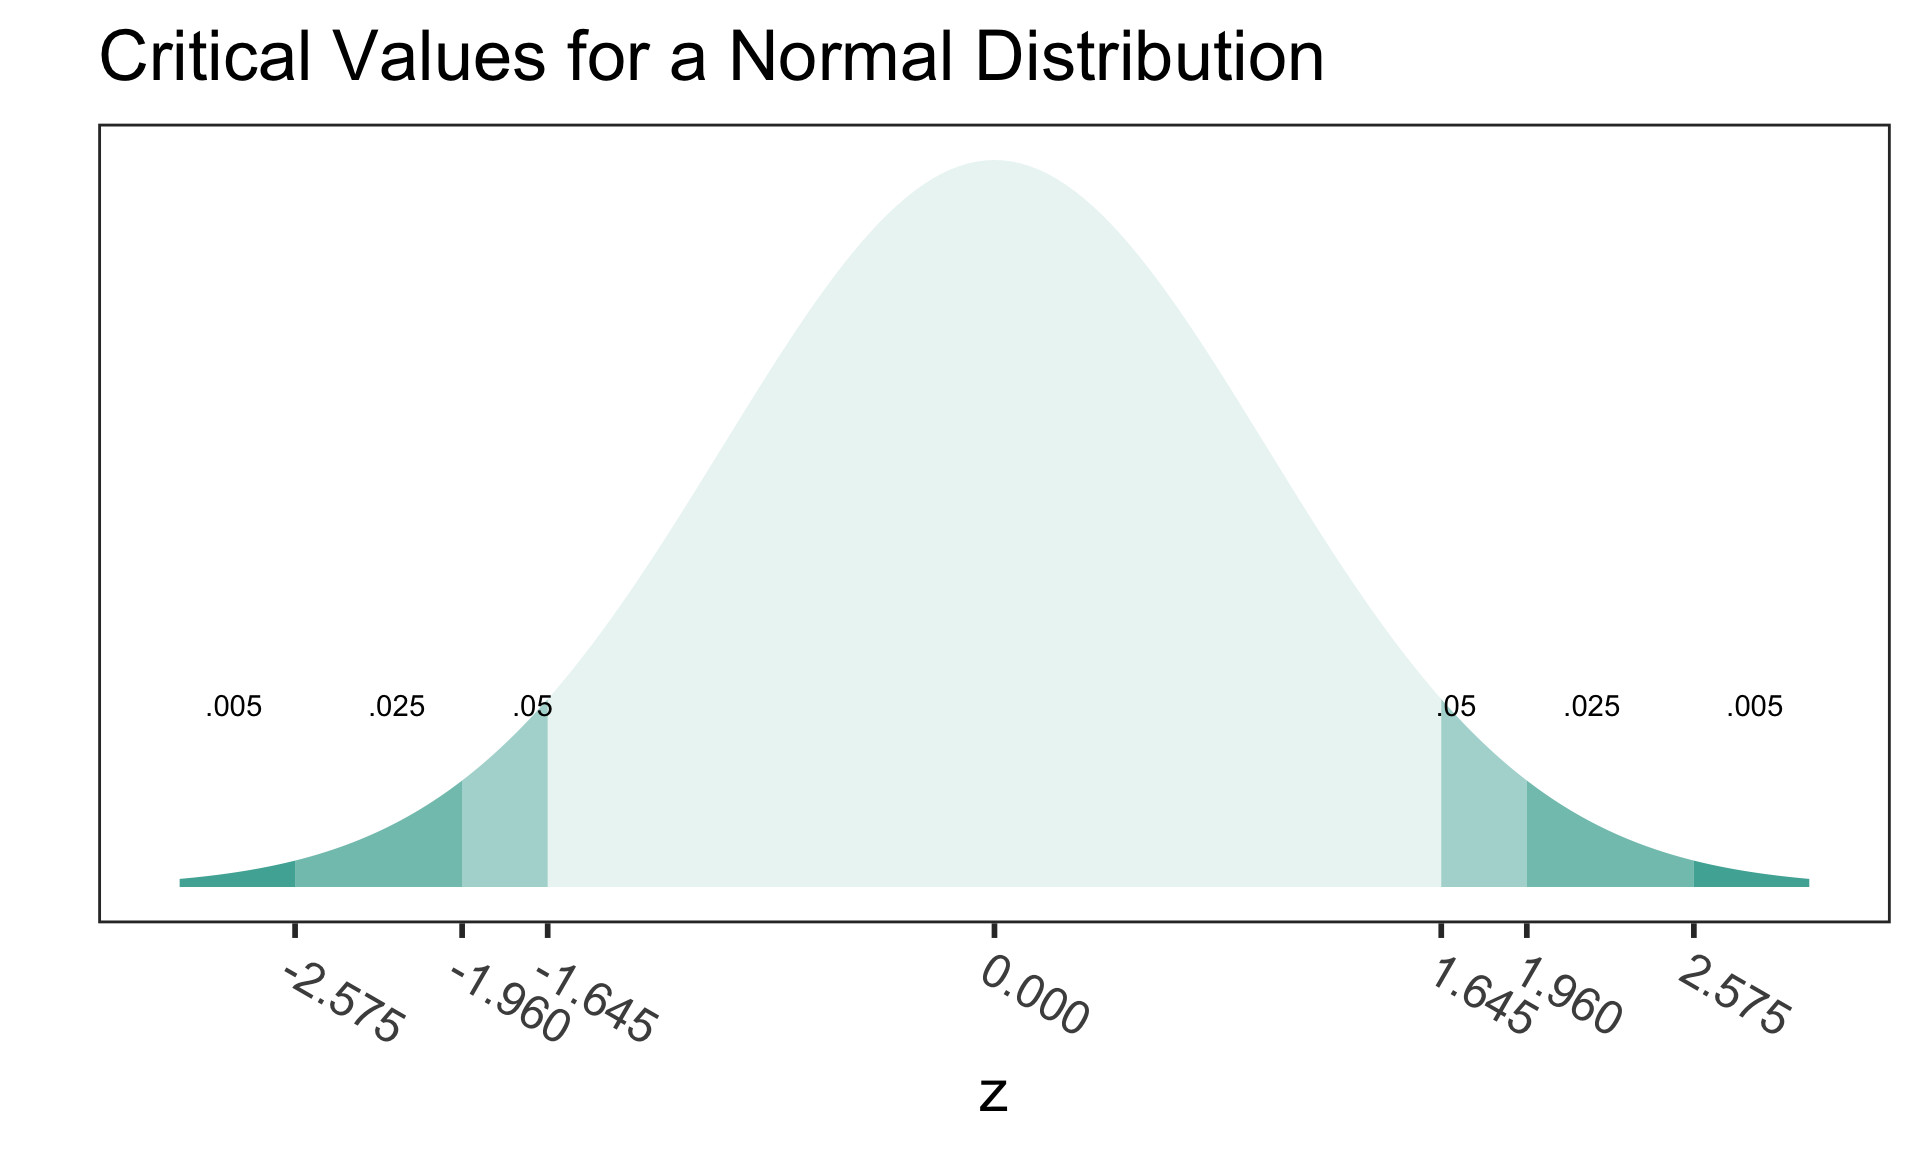 Critical Values for a Normal Distribution
.005 .025 .05 .05 .025 .005
-2.575 -1.960 -1.645 0.000 1.645 1.960 2.575
z